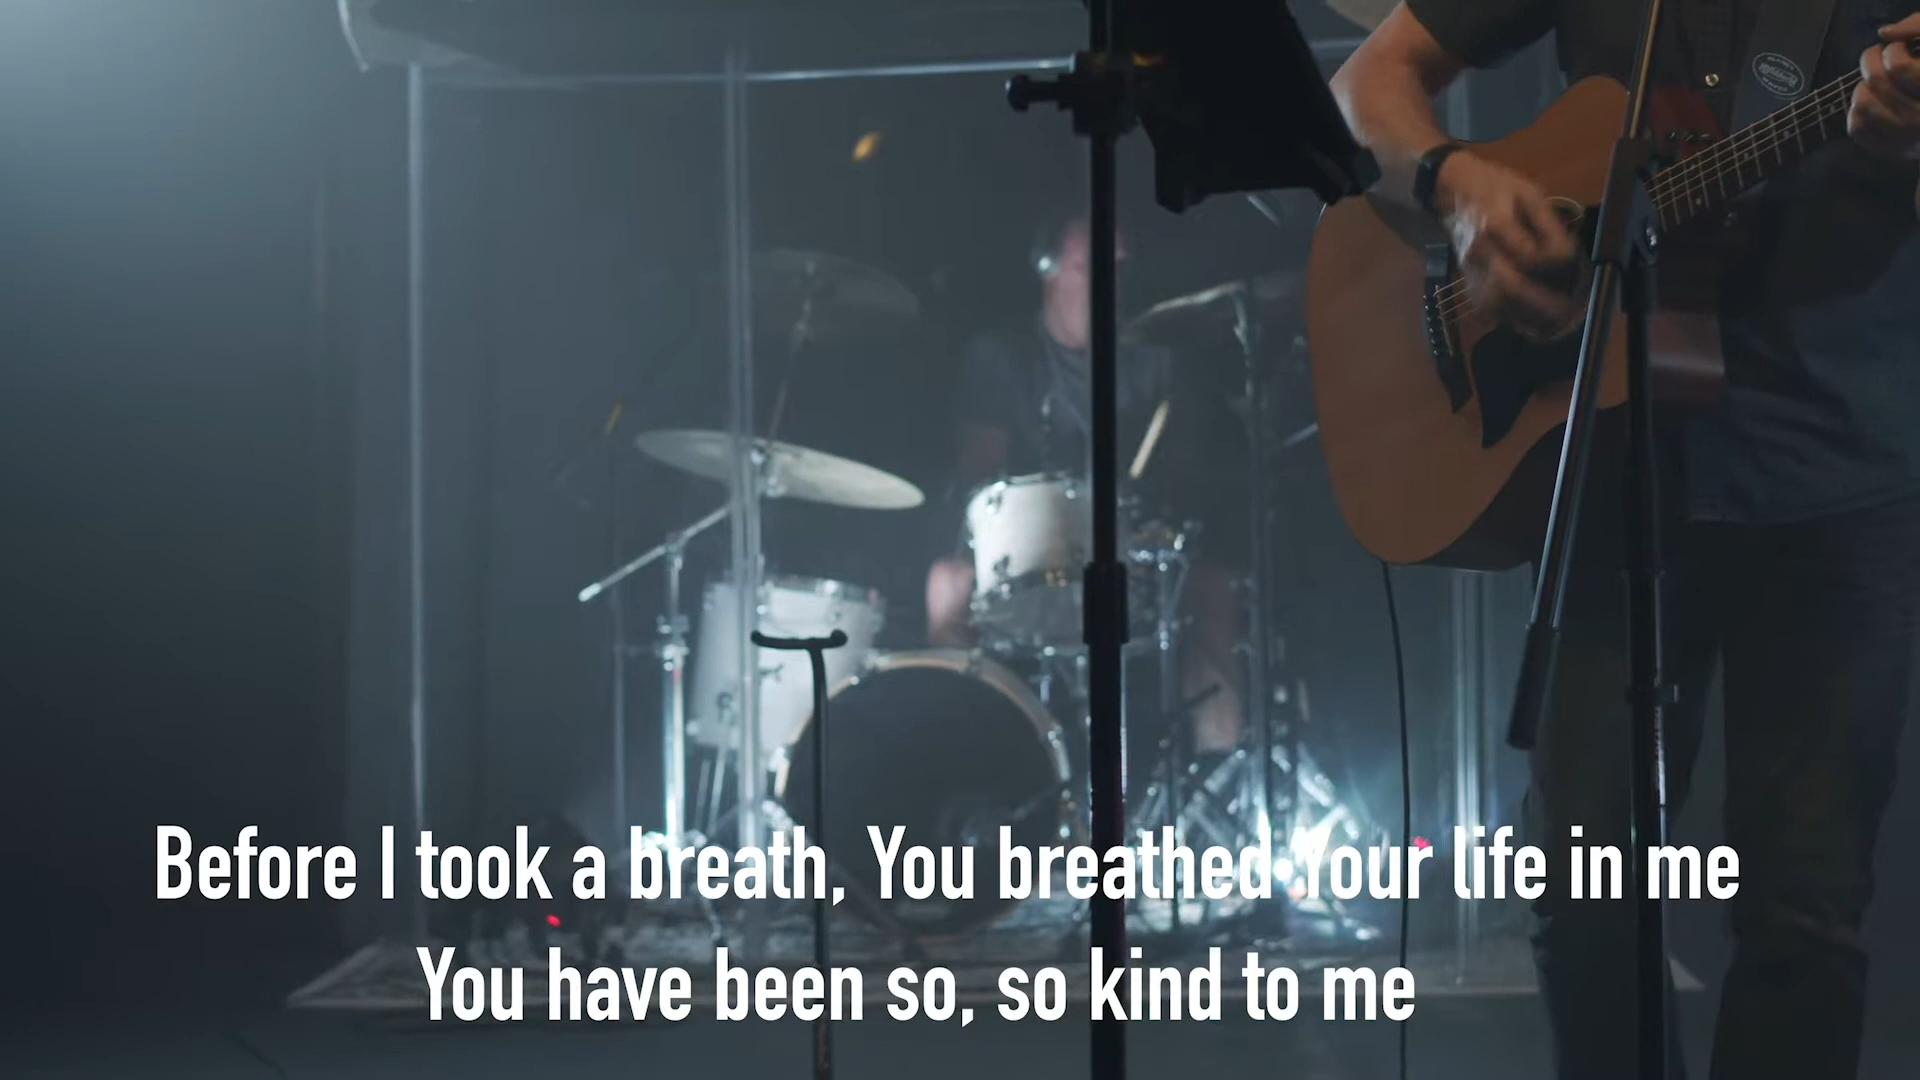 Before I took a breath, You breathed Your life in me
You have been so, so kind to me